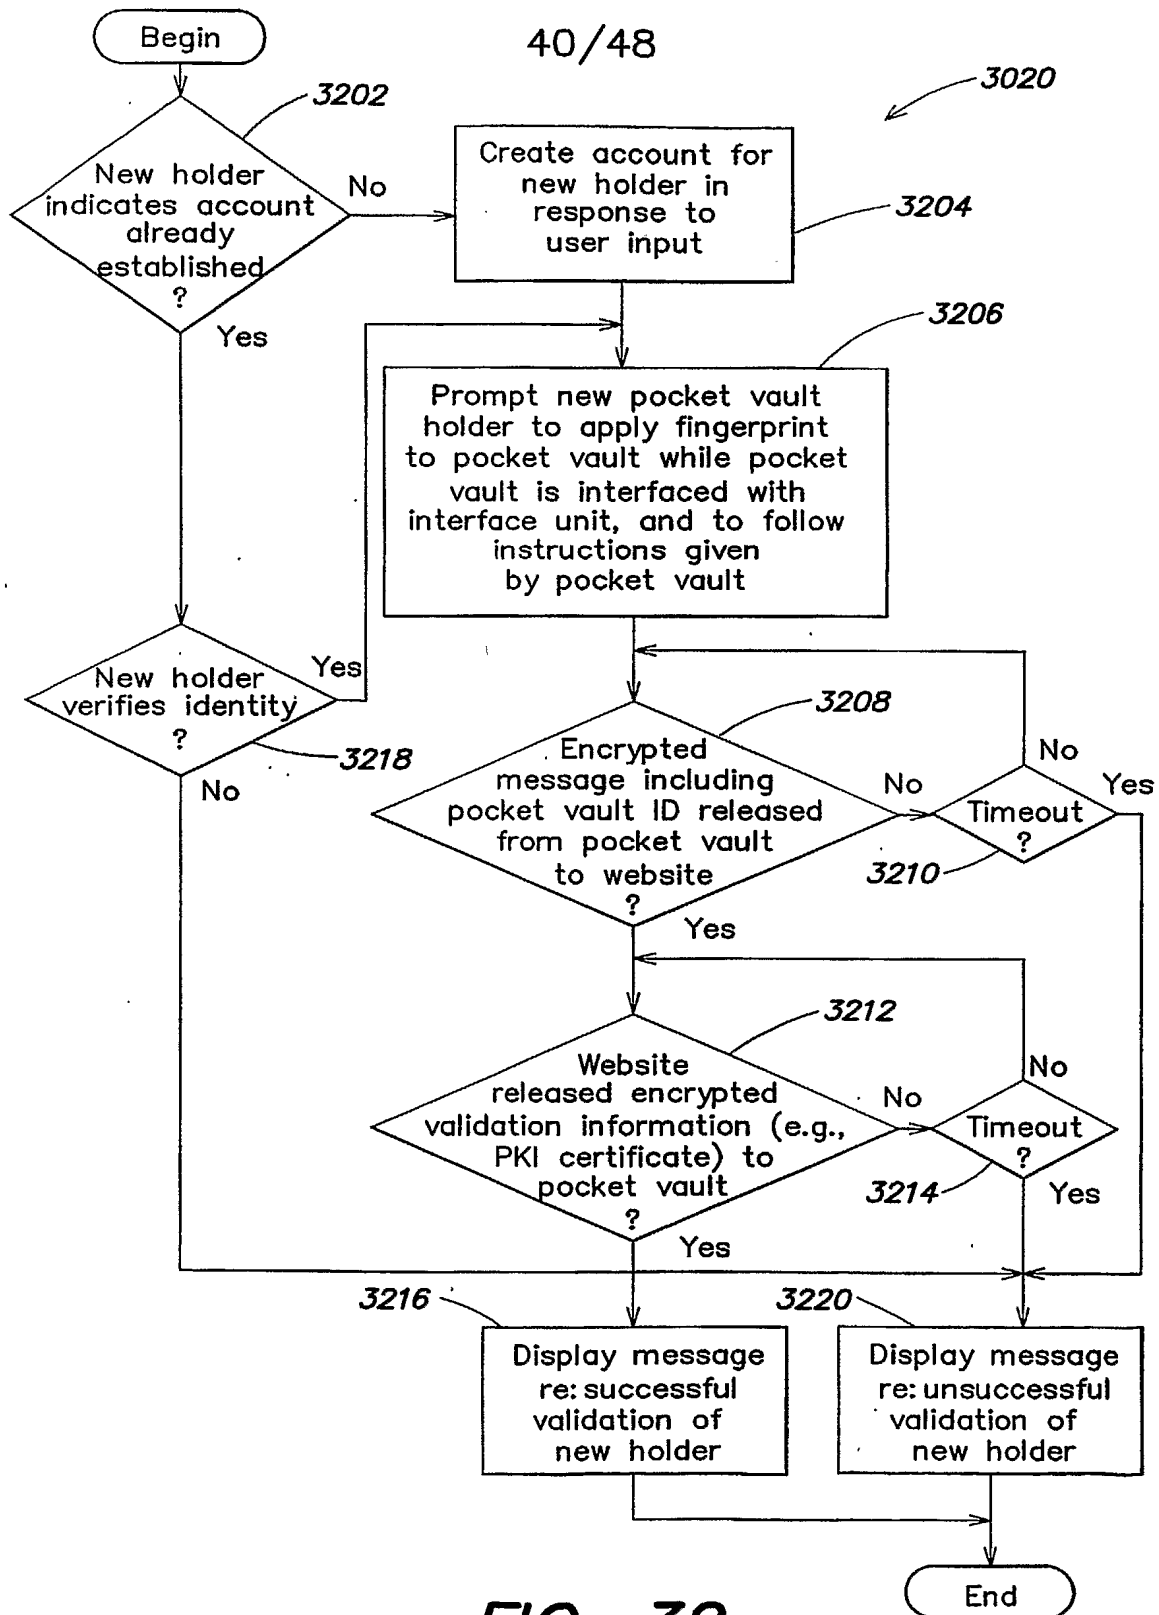 Begin
40/48
3020
3202
New holder
indicates account
already
established
?
No
Yes
Create account for
new holder in
response to
user input
3204
3206
Prompt new pocket vault
holder to apply fingerprint
to pocket vault while pocket
vault is interfaced with
interface unit, and to follow
instructions given
by pocket vault
New holder
verifies identity
?
Yes
No
3218
3208
Encrypted
message including
pocket vault ID released
from pocket vault
to website
?
No
Yes
Timeout
?
No
Yes
3210
3212
Website
released encrypted
validation information (e.g.,
PKI certificate) to
pocket vault
?
No
Yes
Timeout
?
No
Yes
3214
3216
Display message
re: successful
validation of
new holder
3220
Display message
re: unsuccessful
validation of
new holder
End